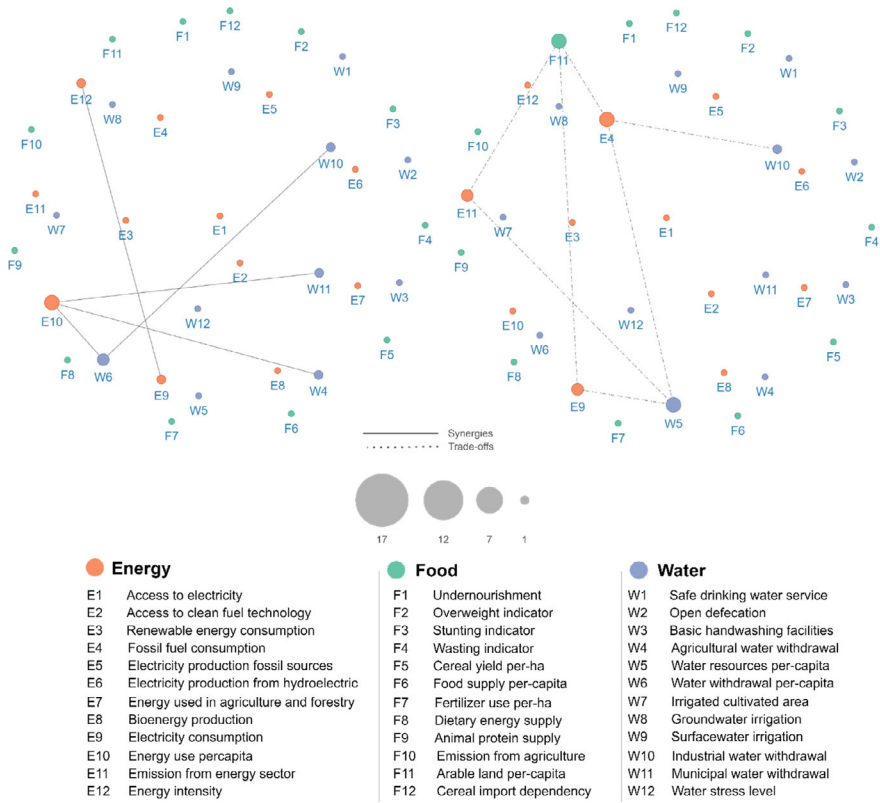 F12
F1
F2
F11
W1
W9
E12
E5
W8
E4
F3
F10
W10
W2
E6
E11
W7
E3
E1
F4
F9
E2
W11
E7
W3
E10
W12
F5
F8
W6
E8
W4
E9
W5
F7
F6
F12
F1
F2
F11
W1
W9
E12
E5
W8
E4
F3
F10
W10
W2
E6
E11
W7
E3
E1
F4
F9
W11
E2
E7
W3
E10
W12
W6
F5
F8
E8
W4
E9
W5
F7
F6
Synergies
Trade-offs
17 12 7 1
Energy
E1 Access to electricity
E2 Access to clean fuel technology
E3 Renewable energy consumption
E4 Fossil fuel consumption
E5 Electricity production fossil sources
E6 Electricity production from hydroelectric
E7 Energy used in agriculture and forestry
E8 Bioenergy production
E9 Electricity consumption
E10 Energy use percapita
E11 Emission from energy sector
E12 Energy intensity
Food
F1 Undernourishment
F2 Overweight indicator
F3 Stunting indicator
F4 Wasting indicator
F5 Cereal yield per-ha
F6 Food supply per-capita
F7 Fertilizer use per-ha
F8 Dietary energy supply
F9 Animal protein supply
F10 Emission from agriculture
F11 Arable land per-capita
F12 Cereal import dependency
Water
W1 Safe drinking water service
W2 Open defecation
W3 Basic handwashing facilities
W4 Agricultural water withdrawal
W5 Water resources per-capita
W6 Water withdrawal per-capita
W7 Irrigated cultivated area
W8 Groundwater irrigation
W9 Surfacewater irrigation
W10 Industrial water withdrawal
W11 Municipal water withdrawal
W12 Water stress level